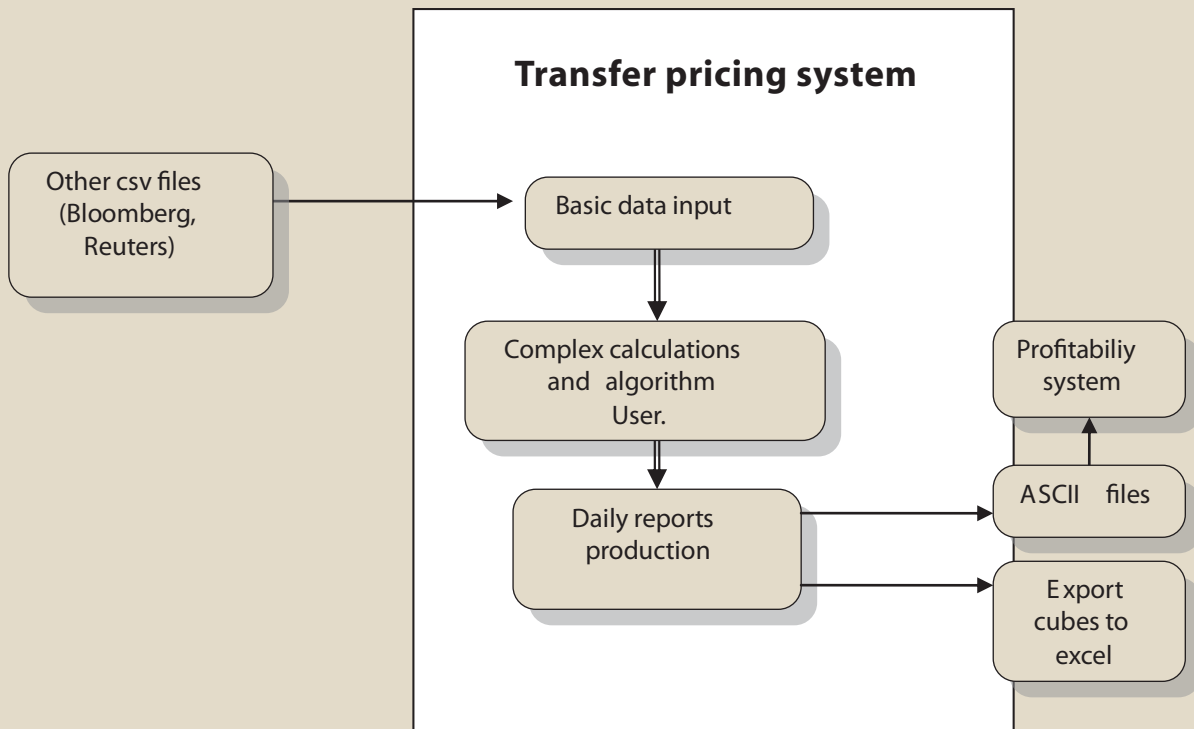 Transfer pricing system
Other csv files
(Bloomberg,
Reuters)
Basic data input
Complex calculations
and algorithm
User.
Profitabiliy
system
ASCII files
Daily reports
production
Export
cubes to
excel